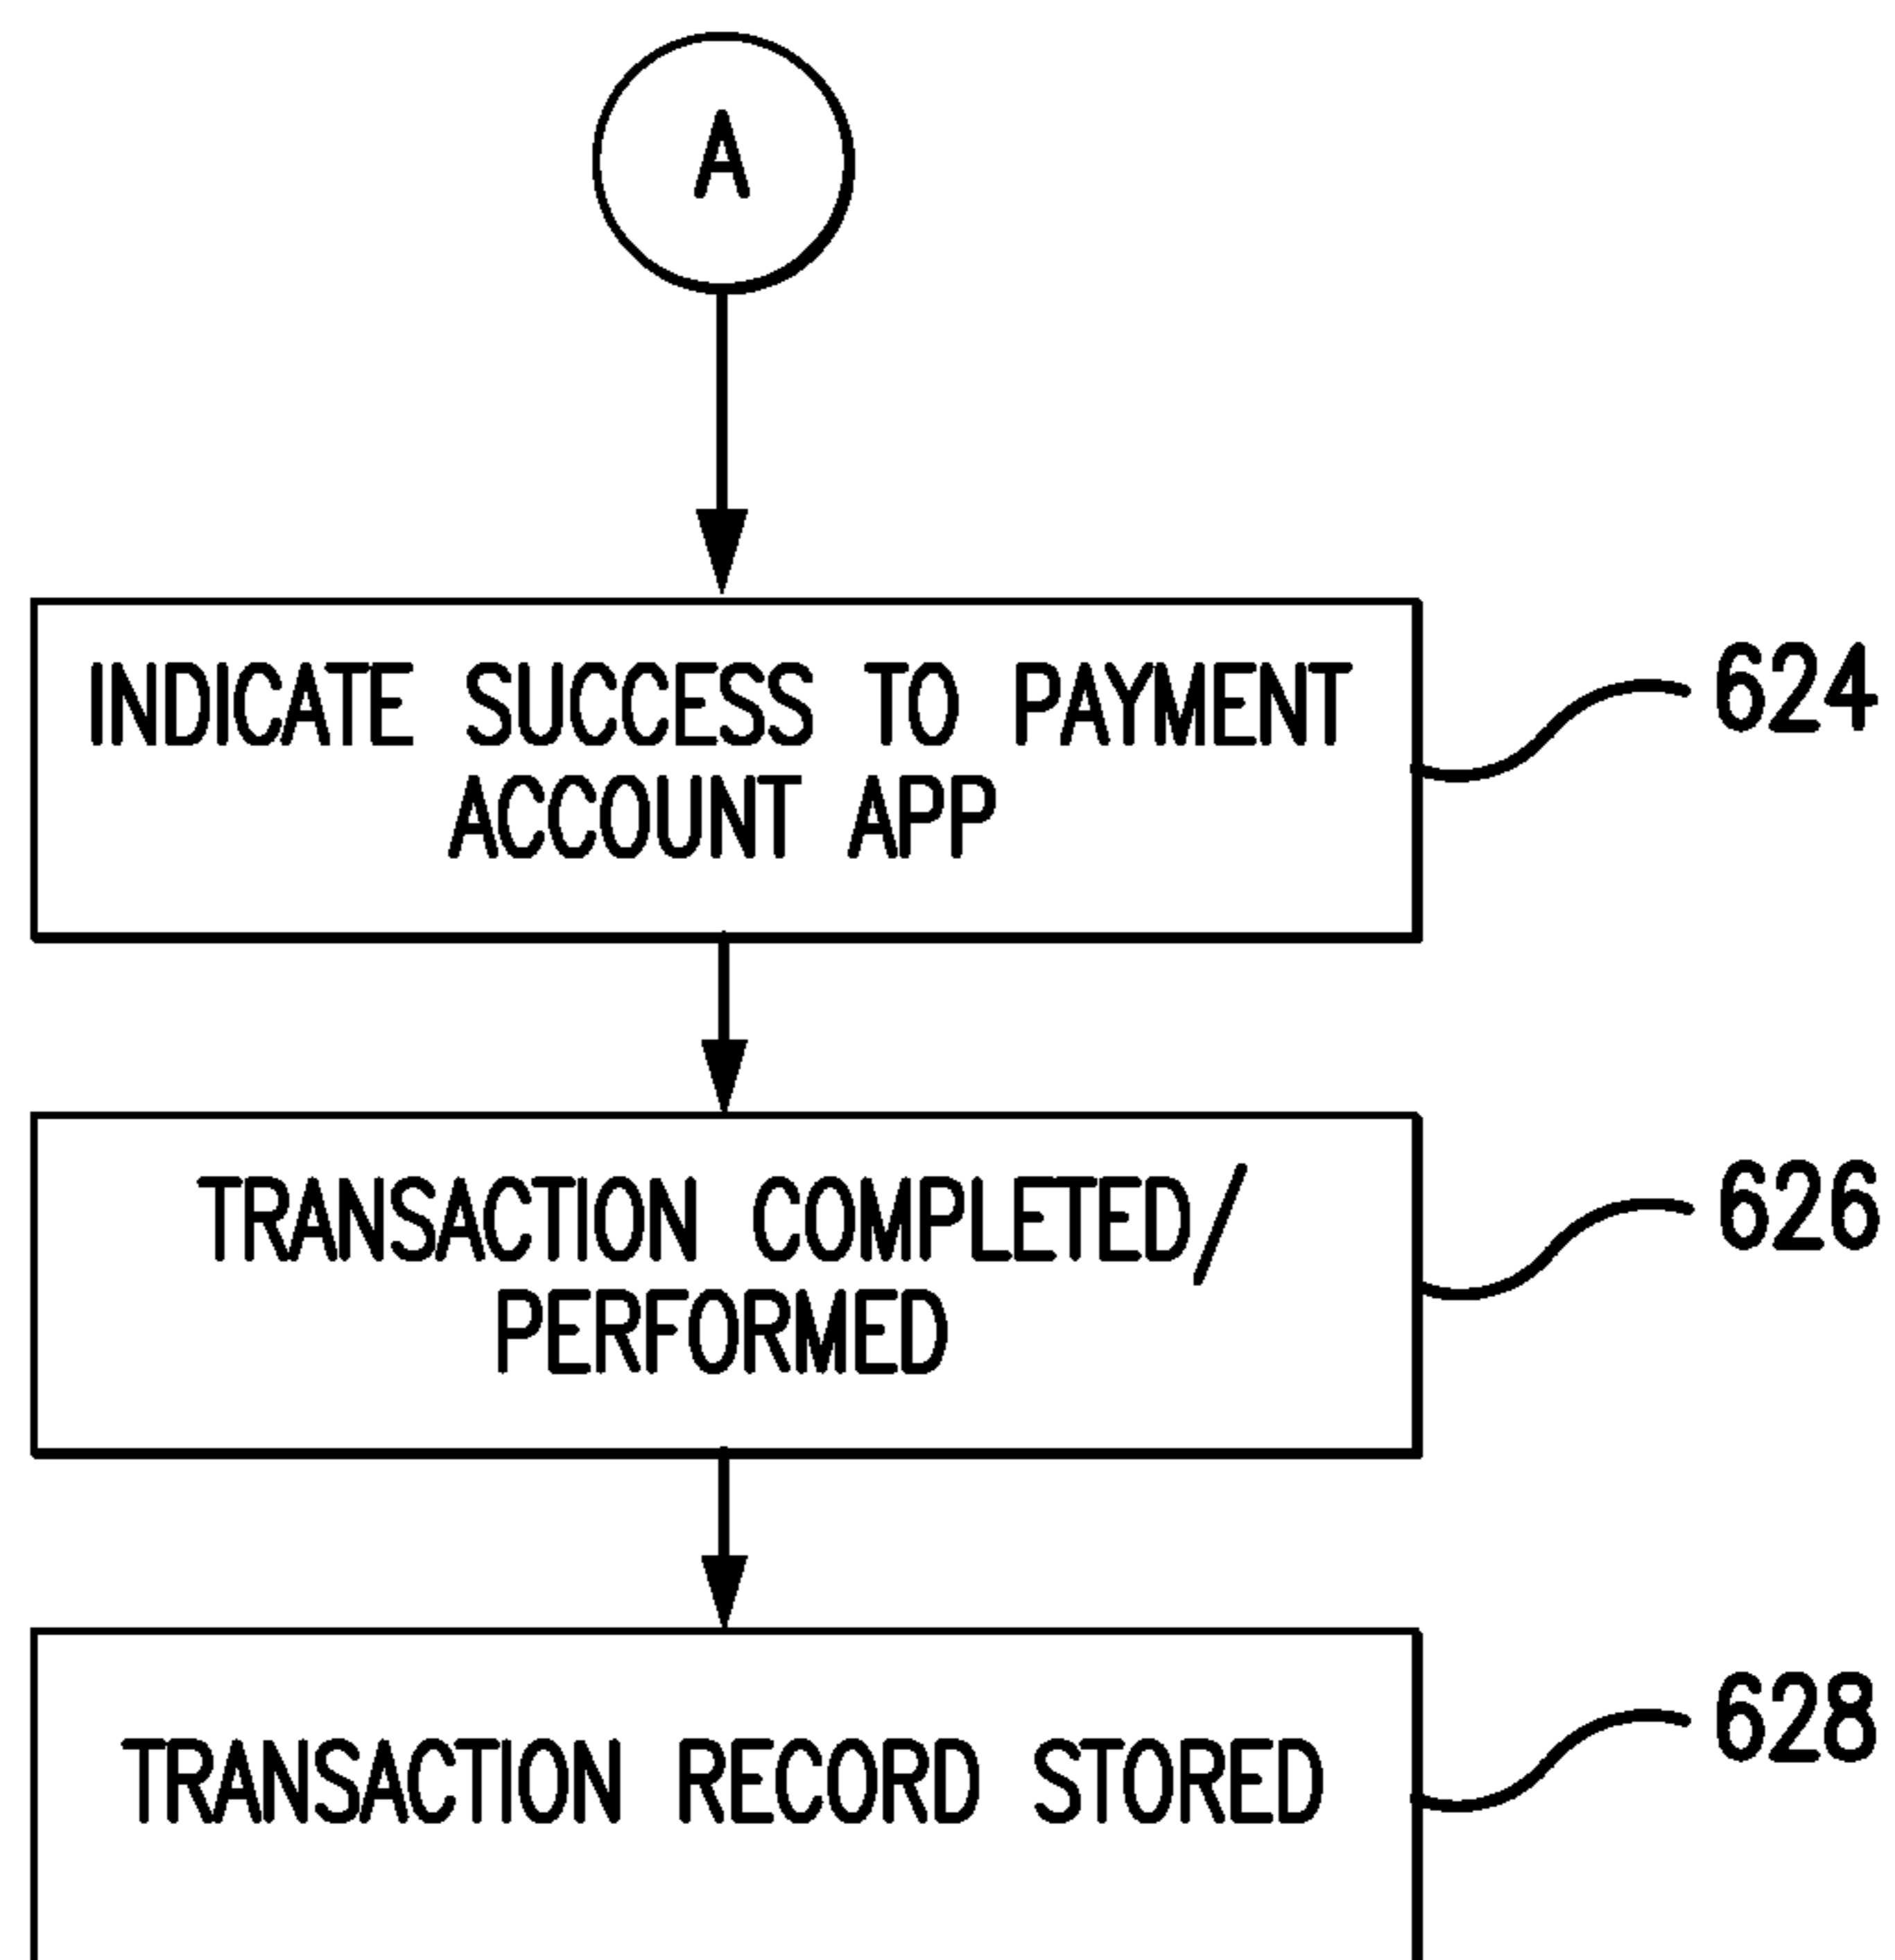 A
INDICATE SUCCESS TO PAYMENT
ACCOUNT APP
624
TRANSACTION COMPLETED/
PERFORMED
626
TRANSACTION RECORD STORED
628